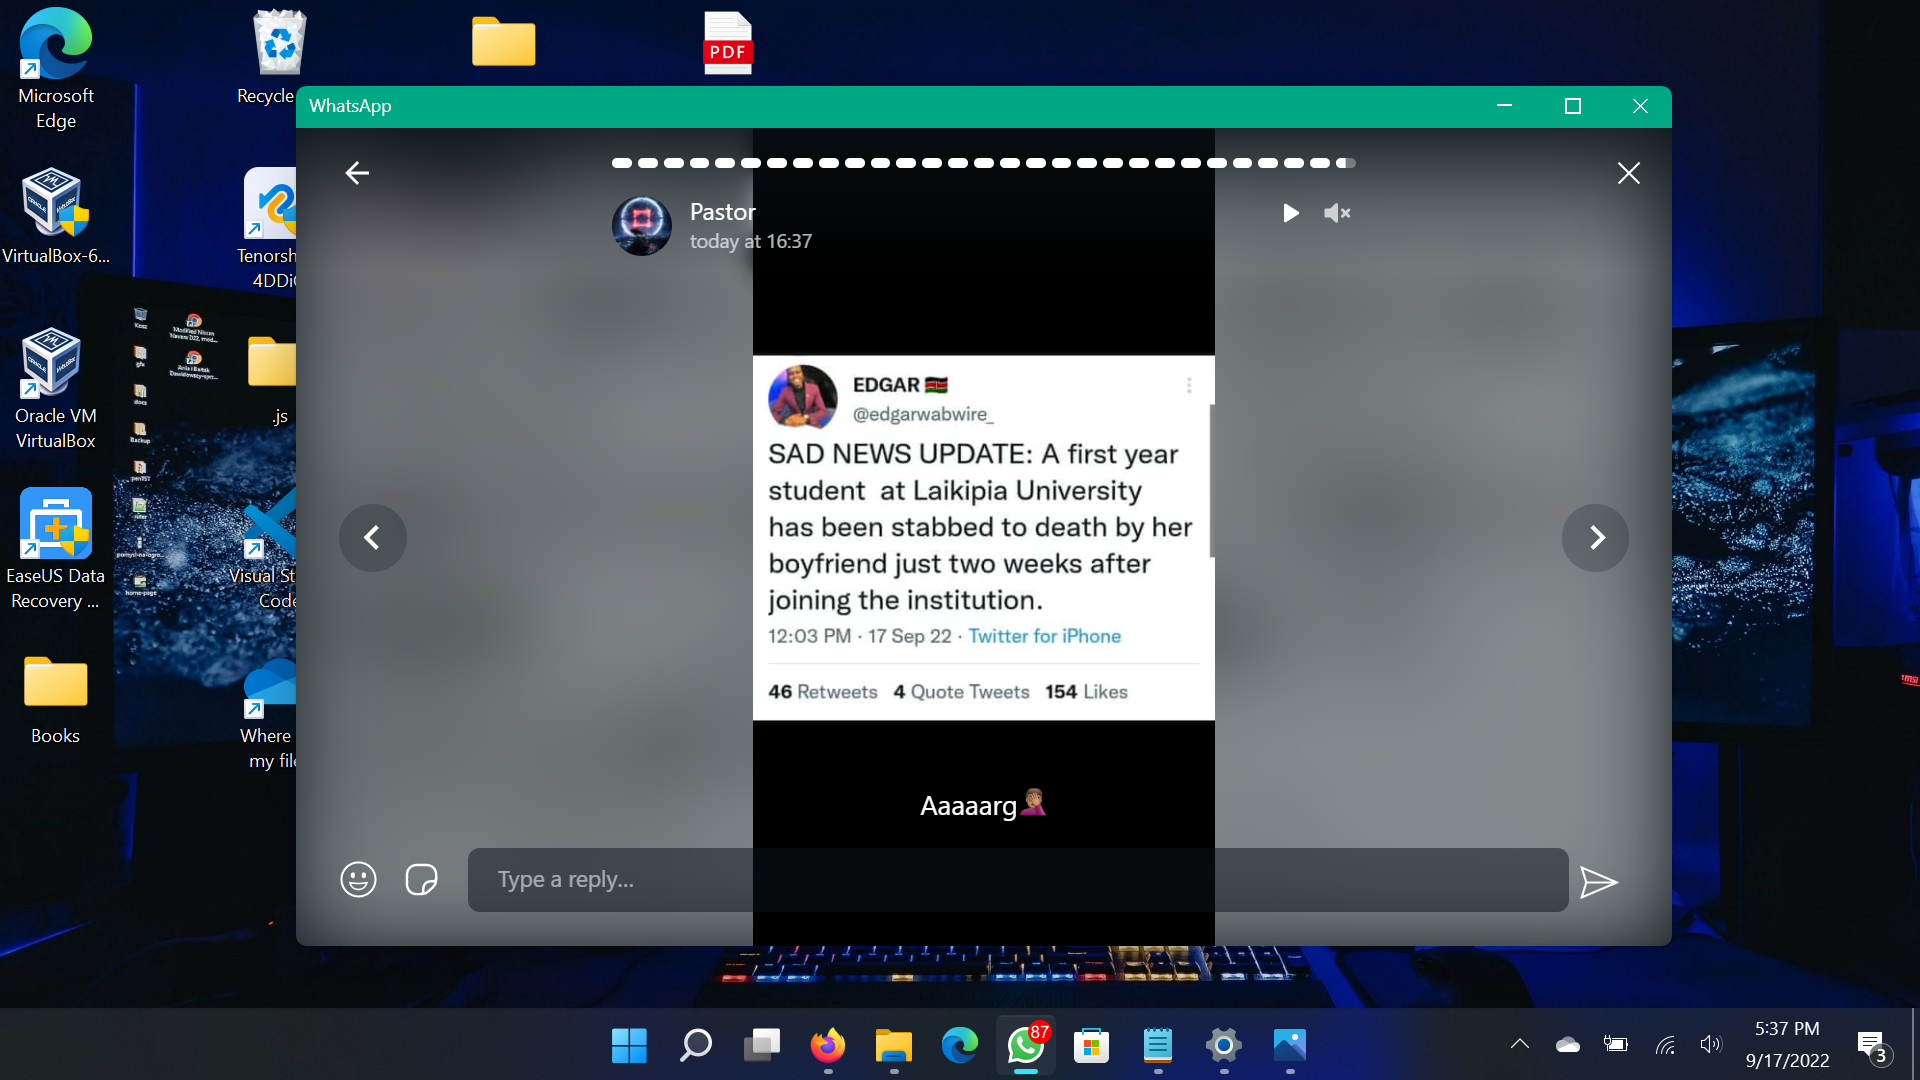 Microsoft
Edge
Recycle
PDF
VirtualBox-6...
Tenorsh
4DDi
Oracle VM
VirtualBox
.js
EaseUS Data
Recovery ...
Visual St
Code
Books
Where
my file
WhatsApp
Pastor
today at 16:37
EDGAR 🇰🇪
@edgarwabwire_
SAD NEWS UPDATE: A first year
student at Laikipia University
has been stabbed to death by her
boyfriend just two weeks after
joining the institution.
12:03 PM · 17 Sep 22 · Twitter for iPhone
46 Retweets 4 Quote Tweets 154 Likes
Aaaaarg🤦🏽
Type a reply...
87
5:37 PM
9/17/2022
3